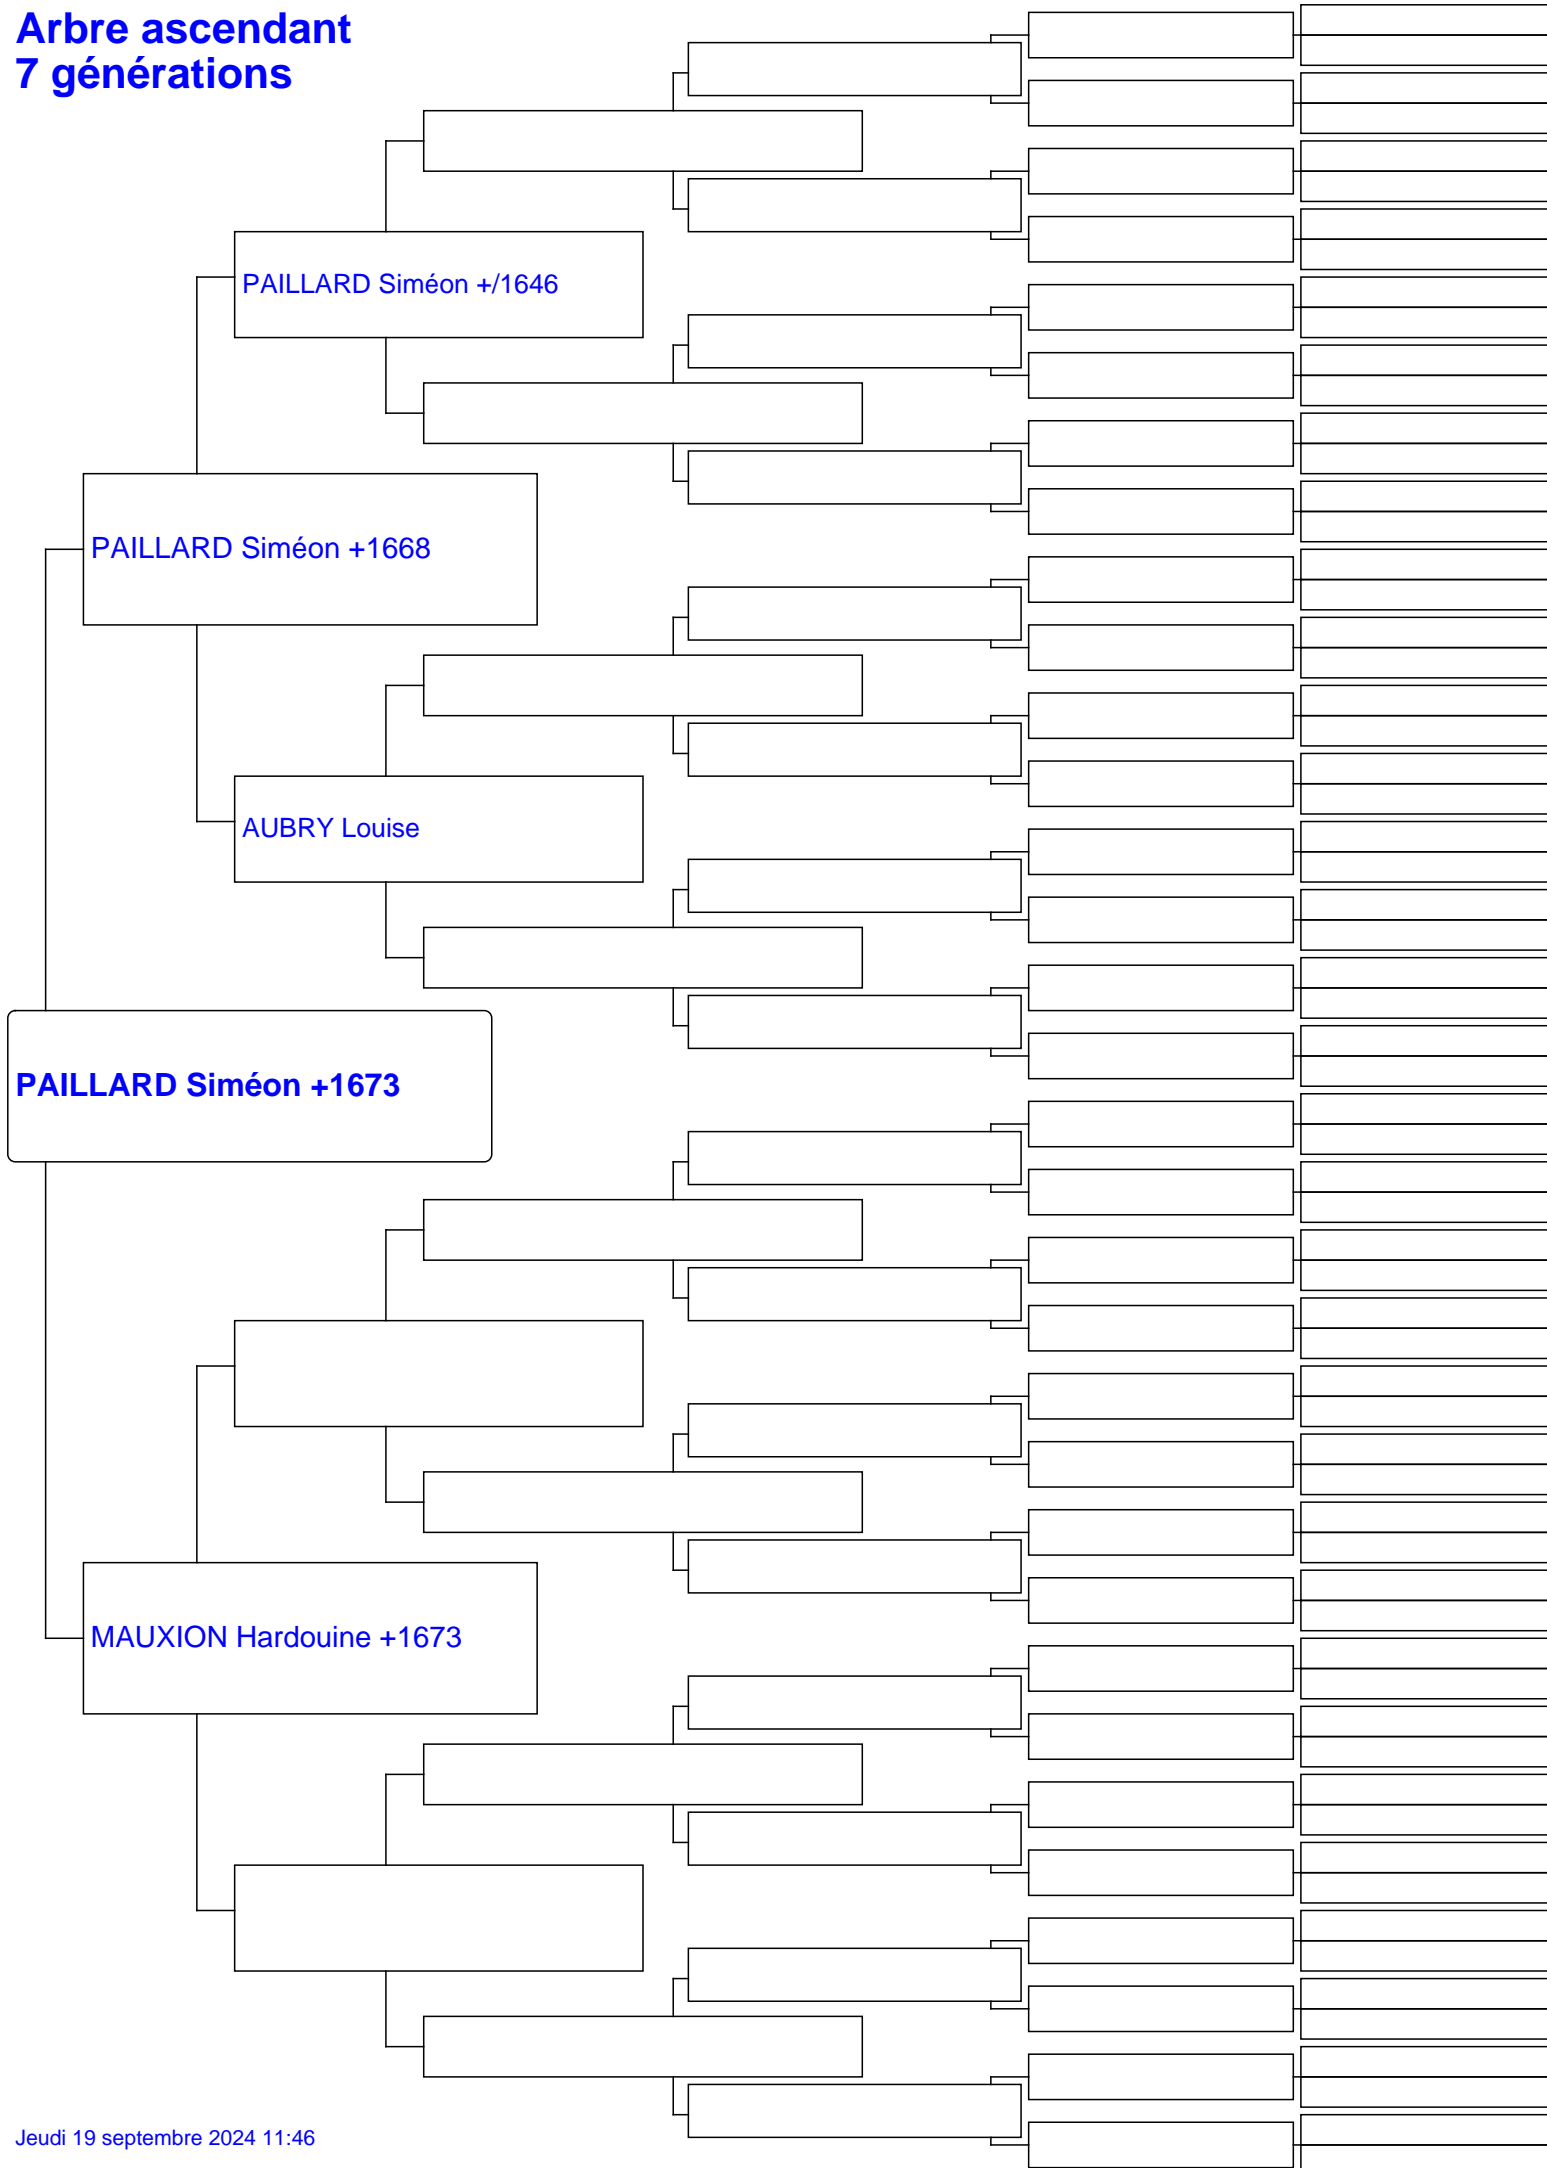 Arbre ascendant
7 générations
PAILLARD Siméon +/1646
PAILLARD Siméon +1668
AUBRY Louise
PAILLARD Siméon +1673
MAUXION Hardouine +1673
Jeudi 19 septembre 2024 11:46